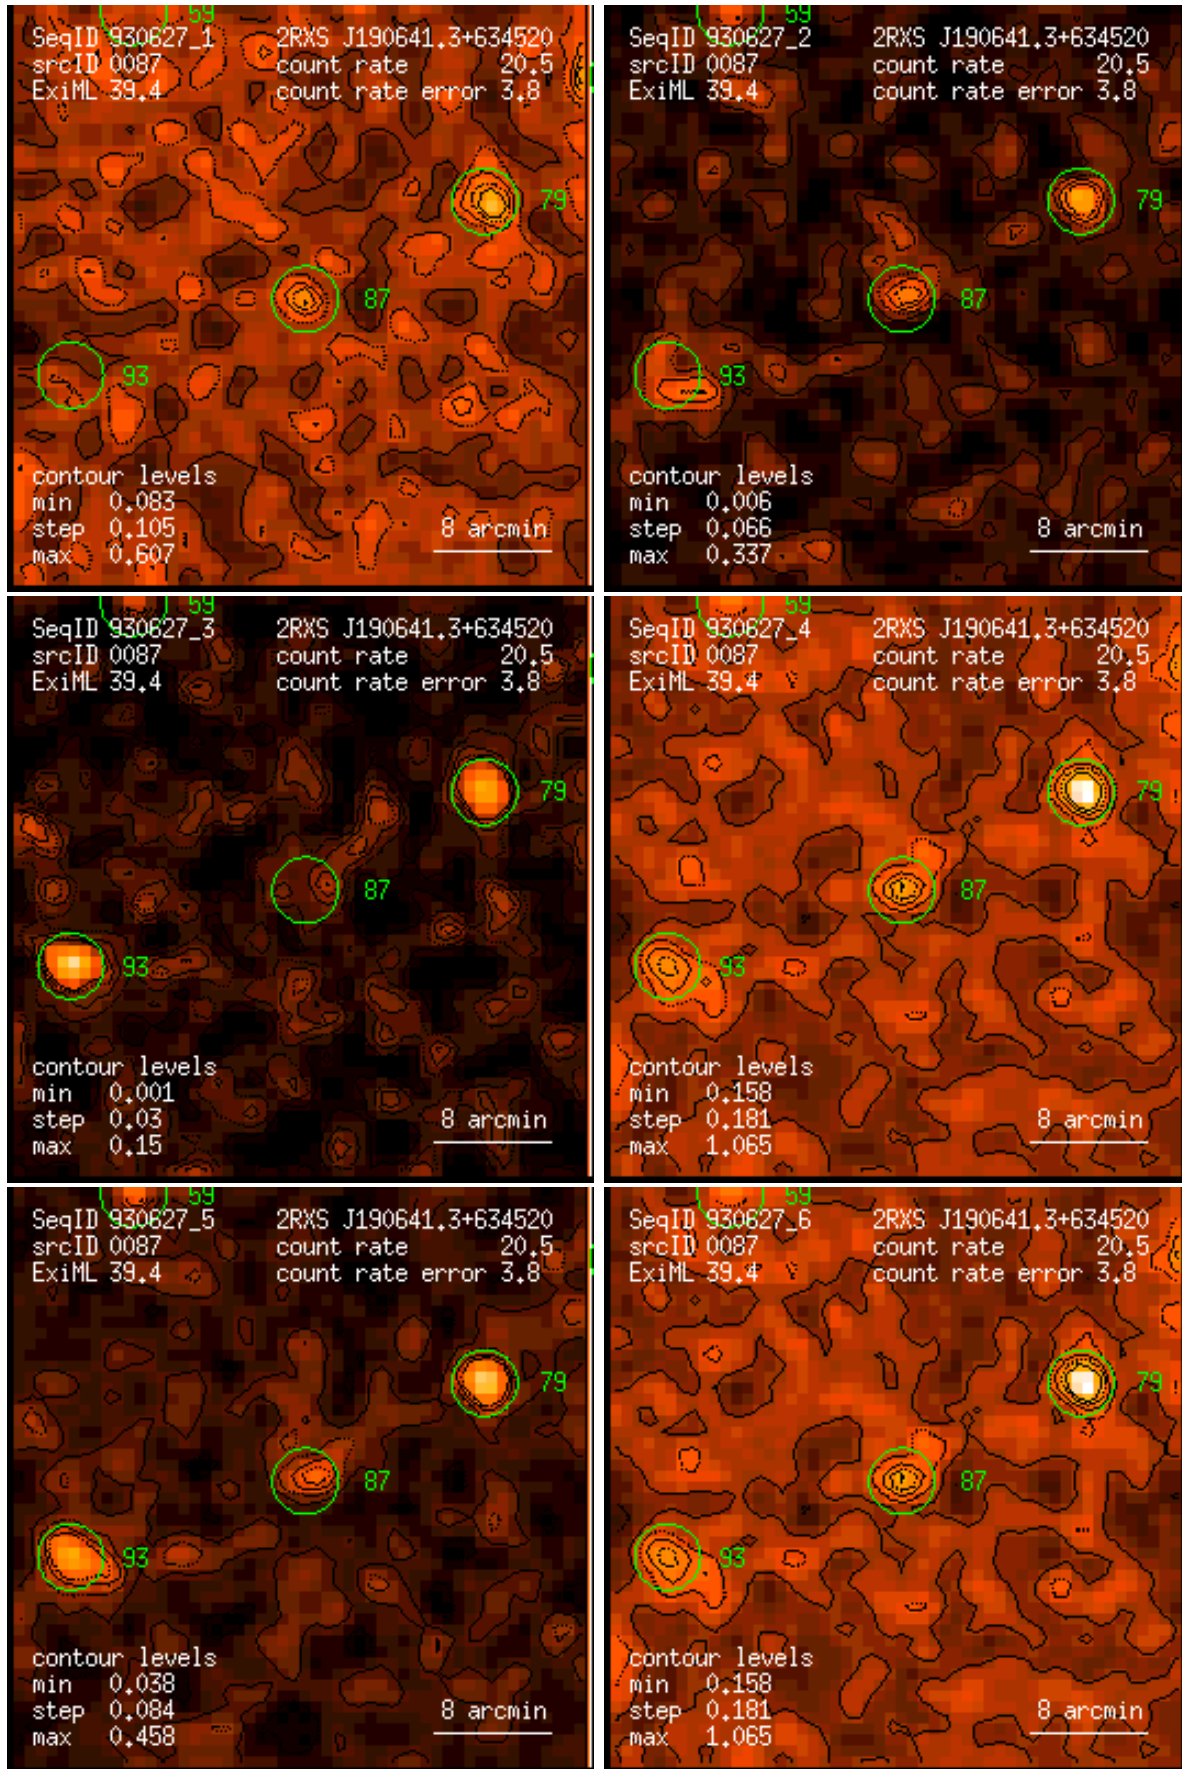 59
SeqID 930627_1 2RXS J190641.3+634520
srcID 0087 count rate 20.5
ExiML 39.4 count rate error 3.8
79
87
93
contour levels
min 0.083
step 0.105 8 arcmin
max 0.607
59
SeqID 930627_2 2RXS J190641.3+634520
srcID 0087 count rate 20.5
ExiML 39.4 count rate error 3.8
79
87
93
contour levels
min 0.006
step 0.066 8 arcmin
max 0.337
59
SeqID 930627_3 2RXS J190641.3+634520
srcID 0087 count rate 20.5
ExiML 39.4 count rate error 3.8
79
87
93
contour levels
min 0.001
step 0.03 8 arcmin
max 0.15
59
SeqID 930627_4 2RXS J190641.3+634520
srcID 0087 count rate 20.5
ExiML 39.4 count rate error 3.8
79
87
93
contour levels
min 0.158
step 0.181 8 arcmin
max 1.065
59
SeqID 930627_5 2RXS J190641.3+634520
srcID 0087 count rate 20.5
ExiML 39.4 count rate error 3.8
79
87
93
contour levels
min 0.038
step 0.084 8 arcmin
max 0.458
59
SeqID 930627_6 2RXS J190641.3+634520
srcID 0087 count rate 20.5
ExiML 39.4 count rate error 3.8
79
87
93
contour levels
min 0.158
step 0.181 8 arcmin
max 1.065